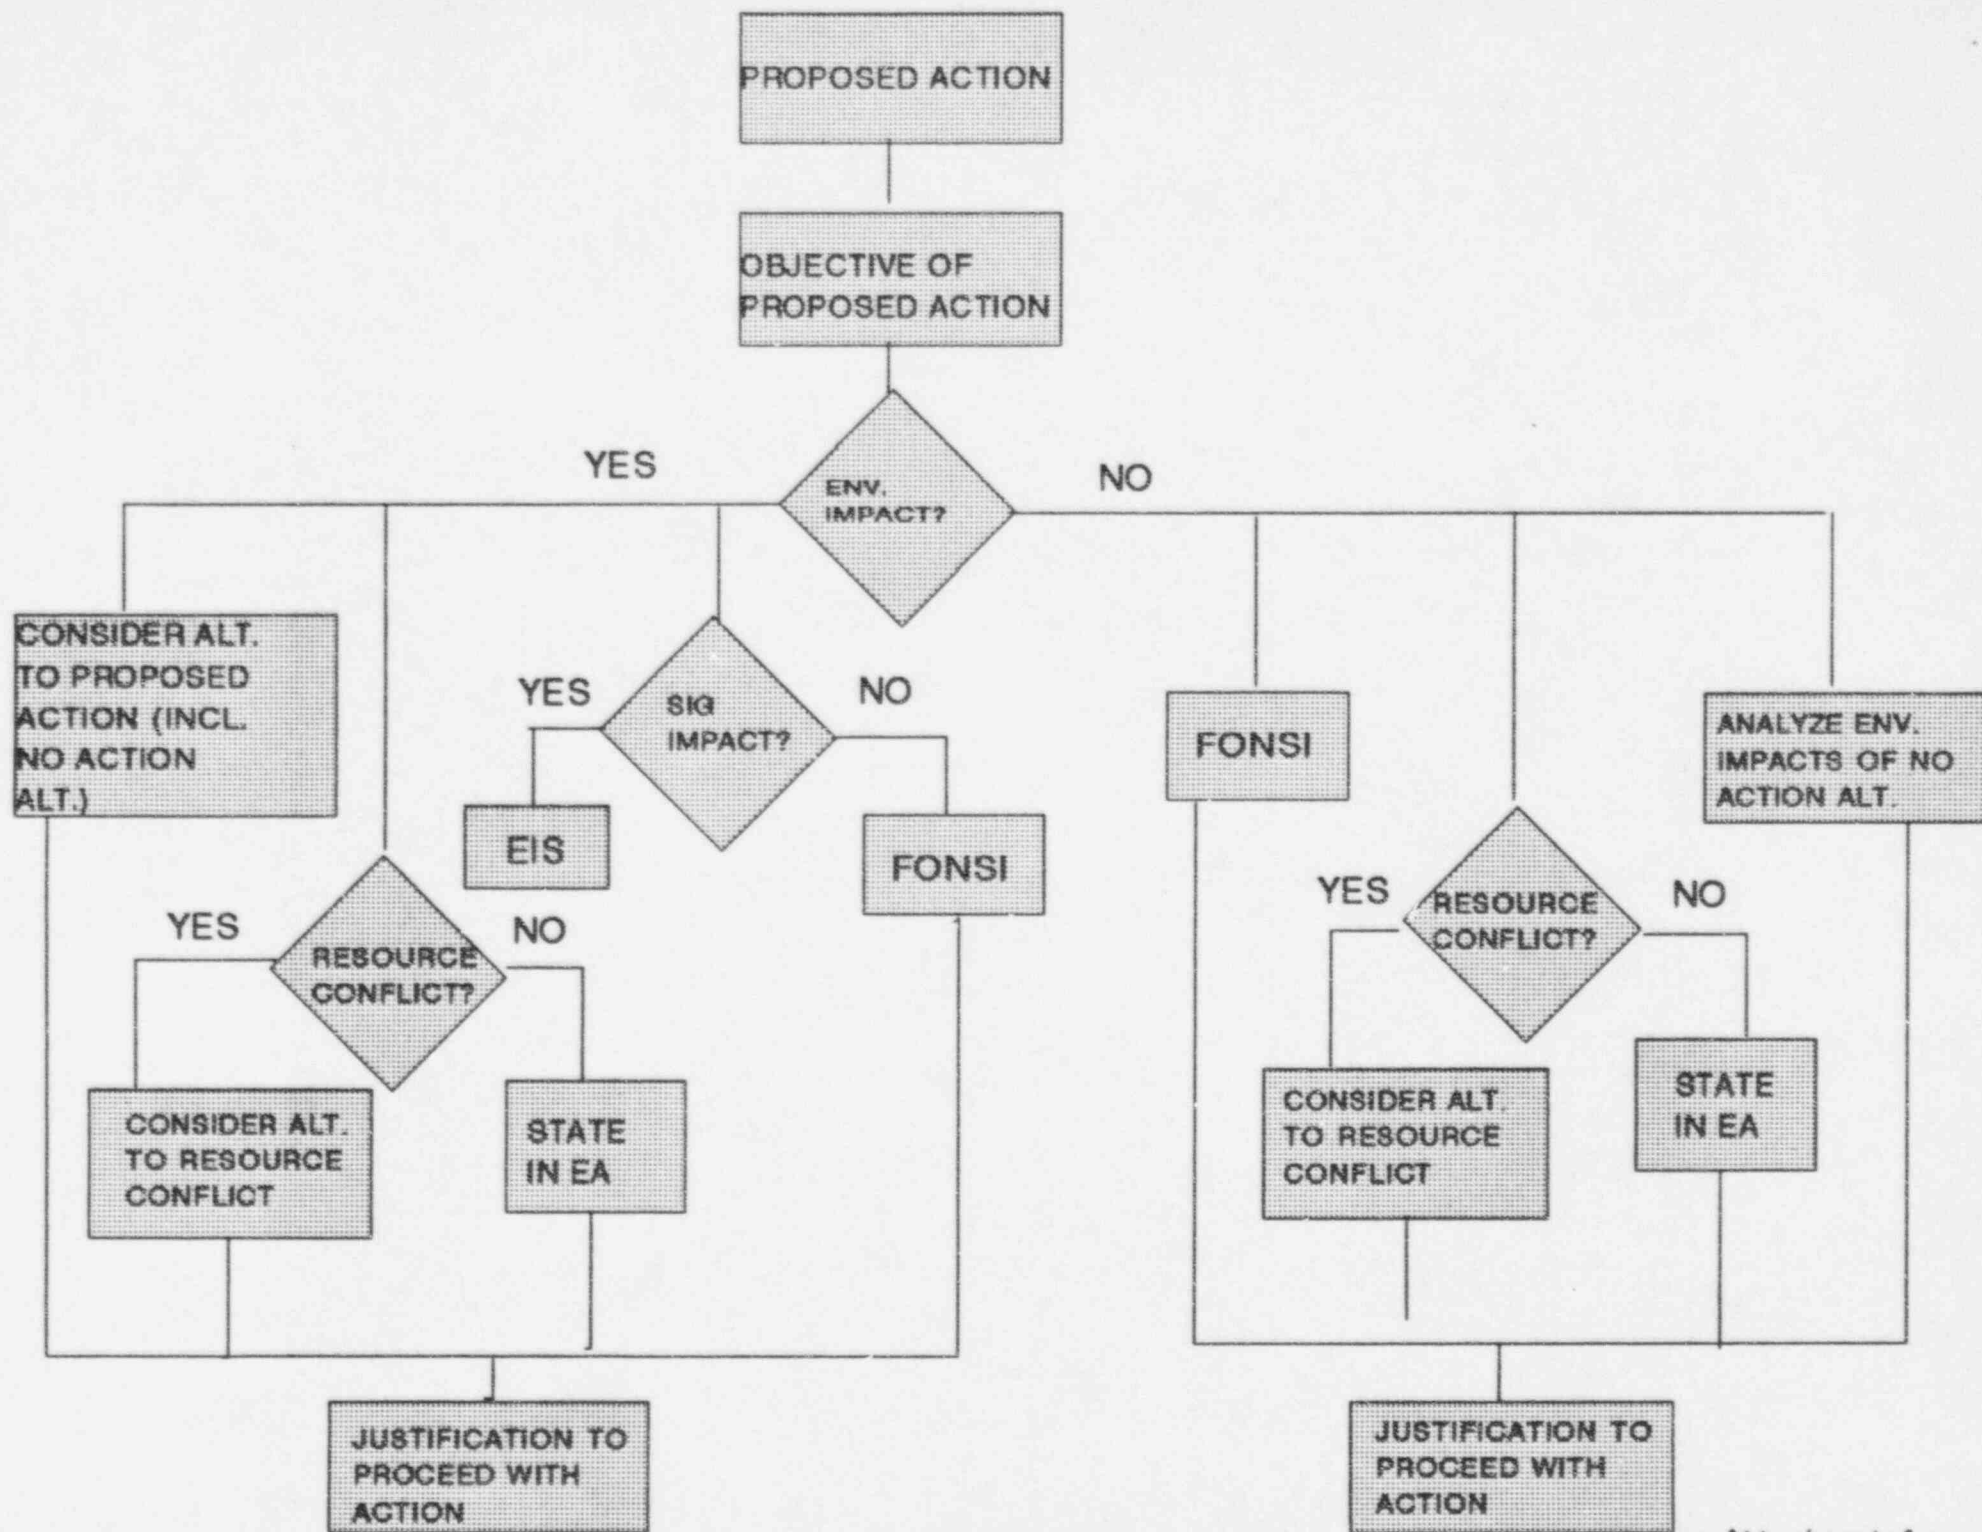 PROPOSED ACTION
OBJECTIVE OF
PROPOSED ACTION
ENV.
IMPACT?
YES
NO
CONSIDER ALT.
TO PROPOSED
ACTION (INCL.
NO ACTION
ALT.)
YES
SIG
IMPACT?
NO
EIS
FONSI
YES
RESOURCE
CONFLICT?
NO
CONSIDER ALT.
TO RESOURCE
CONFLICT
STATE
IN EA
JUSTIFICATION TO
PROCEED WITH
ACTION
FONSI
ANALYZE ENV.
IMPACTS OF NO
ACTION ALT.
YES
RESOURCE
CONFLICT?
NO
CONSIDER ALT.
TO RESOURCE
CONFLICT
STATE
IN EA
JUSTIFICATION TO
PROCEED WITH
ACTION